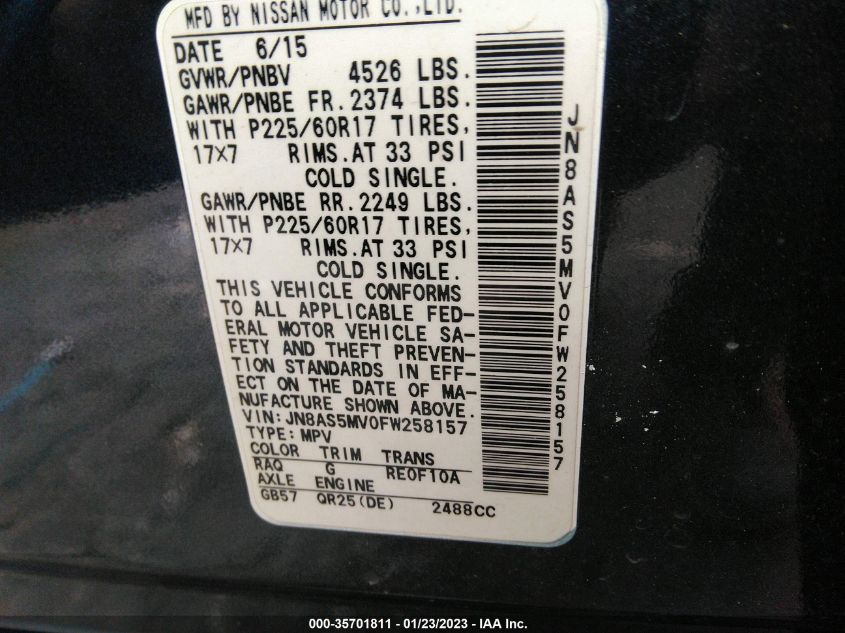 MFD BY NISSAN MOTOR CO.,LTD.
DATE 6/15
GVWR/PNBV 4526 LBS.
GAWR/PNBE FR.2374 LBS.
WITH P225/60R17 TIRES,
17X7 RIMS.AT 33 PSI
COLD SINGLE.
GAWR/PNBE RR.2249 LBS.
WITH P225/60R17 TIRES,
17X7 RIMS.AT 33 PSI
COLD SINGLE.
THIS VEHICLE CONFORMS
TO ALL APPLICABLE FED-
ERAL MOTOR VEHICLE SA-
FETY AND THEFT PREVEN-
TION STANDARDS IN EFF-
ECT ON THE DATE OF MA-
NUFACTURE SHOWN ABOVE.
VIN:JN8AS5MV0FW258157
TYPE:MPV
COLOR TRIM TRANS
RAQ G RE0F10A
AXLE ENGINE
GB57 QR25(DE) 2488CC
JN8AS5MV0FW258157
000-35701811 - 01/23/2023 - IAA Inc.